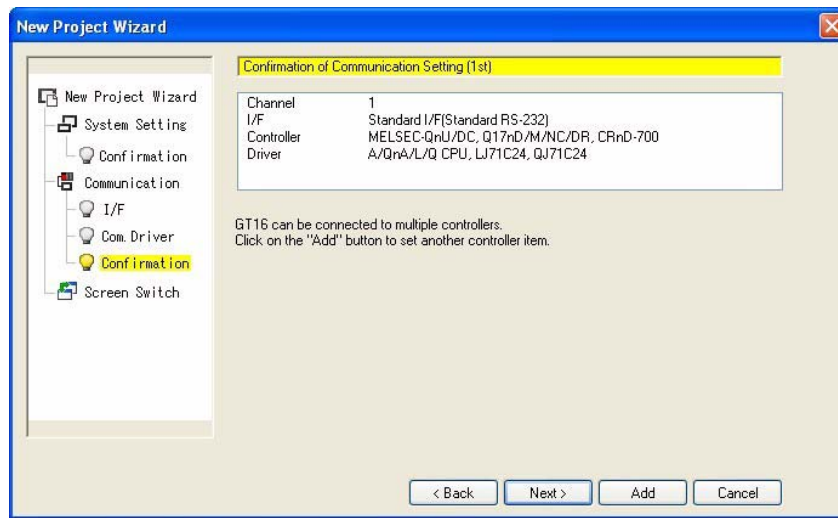 New Project Wizard
New Project Wizard
System Setting
Confirmation
Communication
I/F
Com. Driver
Confirmation
Screen Switch
Confirmation of Communication Setting (1st)
Channel 1
I/F Standard I/F(Standard RS-232)
Controller MELSEC-QnU/DC, Q17nD/M/NC/DR, CRnD-700
Driver A/QnA/L/Q CPU, LJ71C24, QJ71C24
GT16 can be connected to multiple controllers.
Click on the "Add" button to set another controller item.
< Back Next > Add Cancel